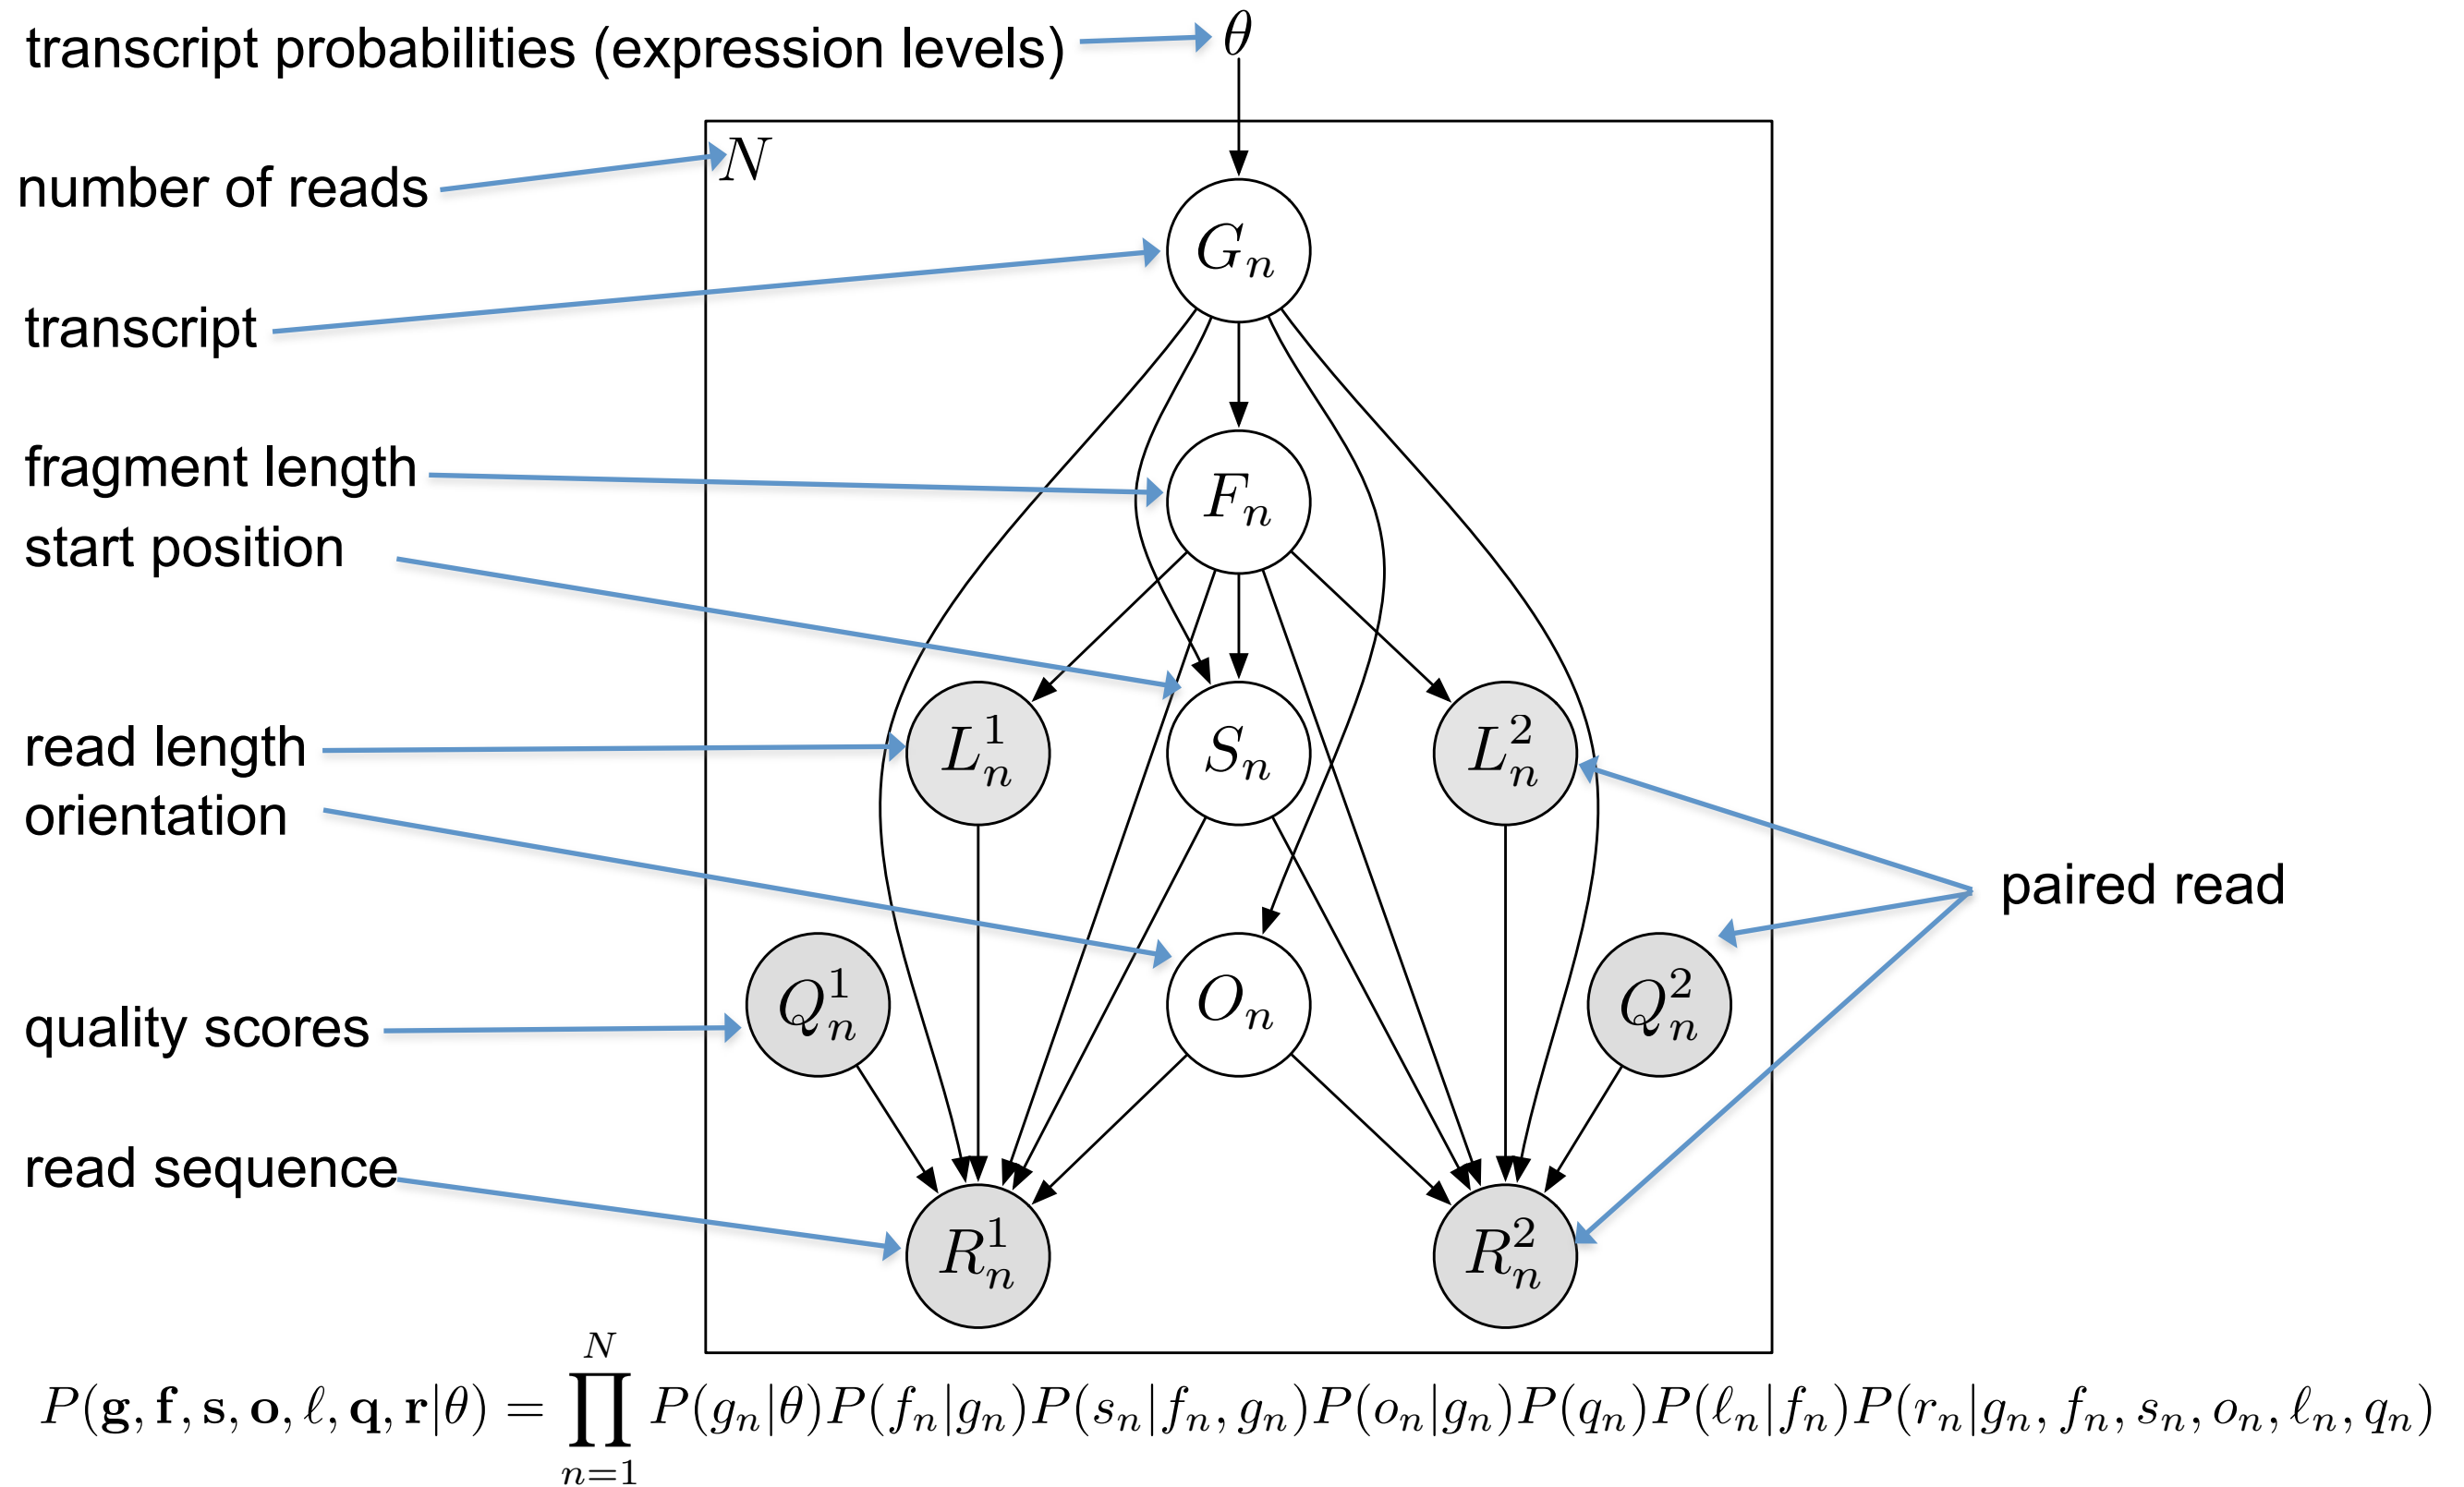 transcript probabilities (expression levels)
θ
number of reads
N
transcript
G_n
fragment length
F_n
start position
read length
L_n^1
S_n
L_n^2
orientation
paired read
quality scores
Q_n^1
O_n
Q_n^2
read sequence
R_n^1
R_n^2
P(g, f, s, o, ℓ, q, r|θ) = ∏_{n=1}^{N} P(g_n|θ)P(f_n|g_n)P(s_n|f_n, g_n)P(o_n|g_n)P(q_n)P(ℓ_n|f_n)P(r_n|g_n, f_n, s_n, o_n, ℓ_n, q_n)